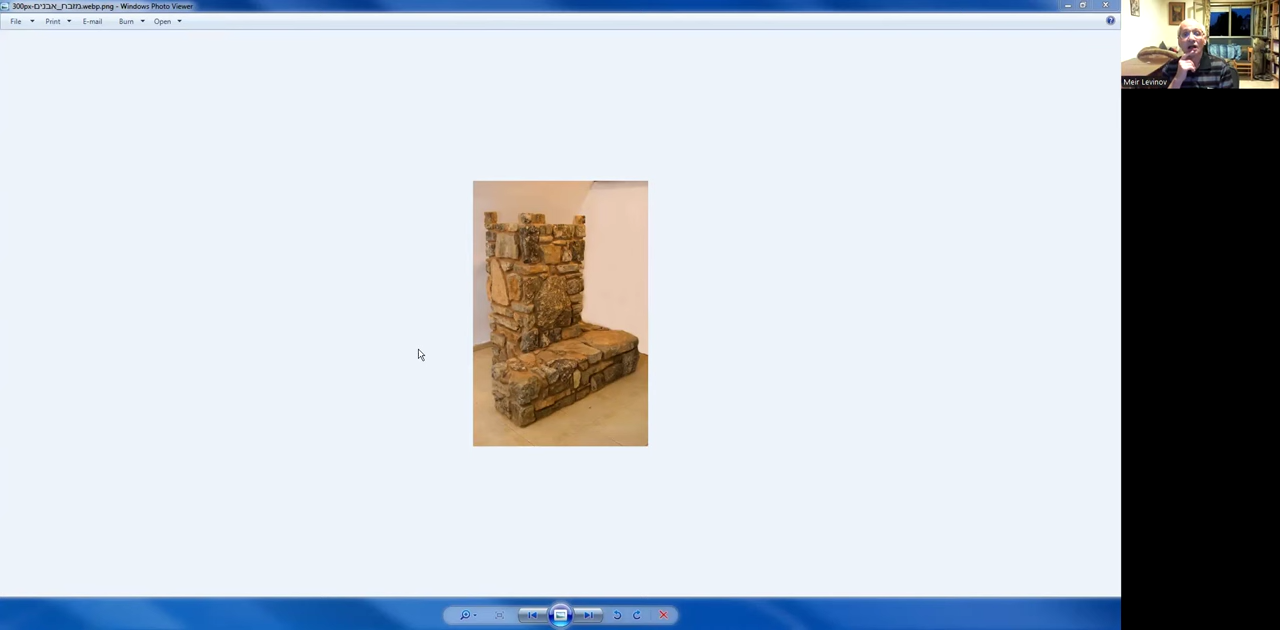 300px-מזבח_אבנים.webp.png - Windows Photo Viewer
File Print E-mail Burn Open
Meir Levinov